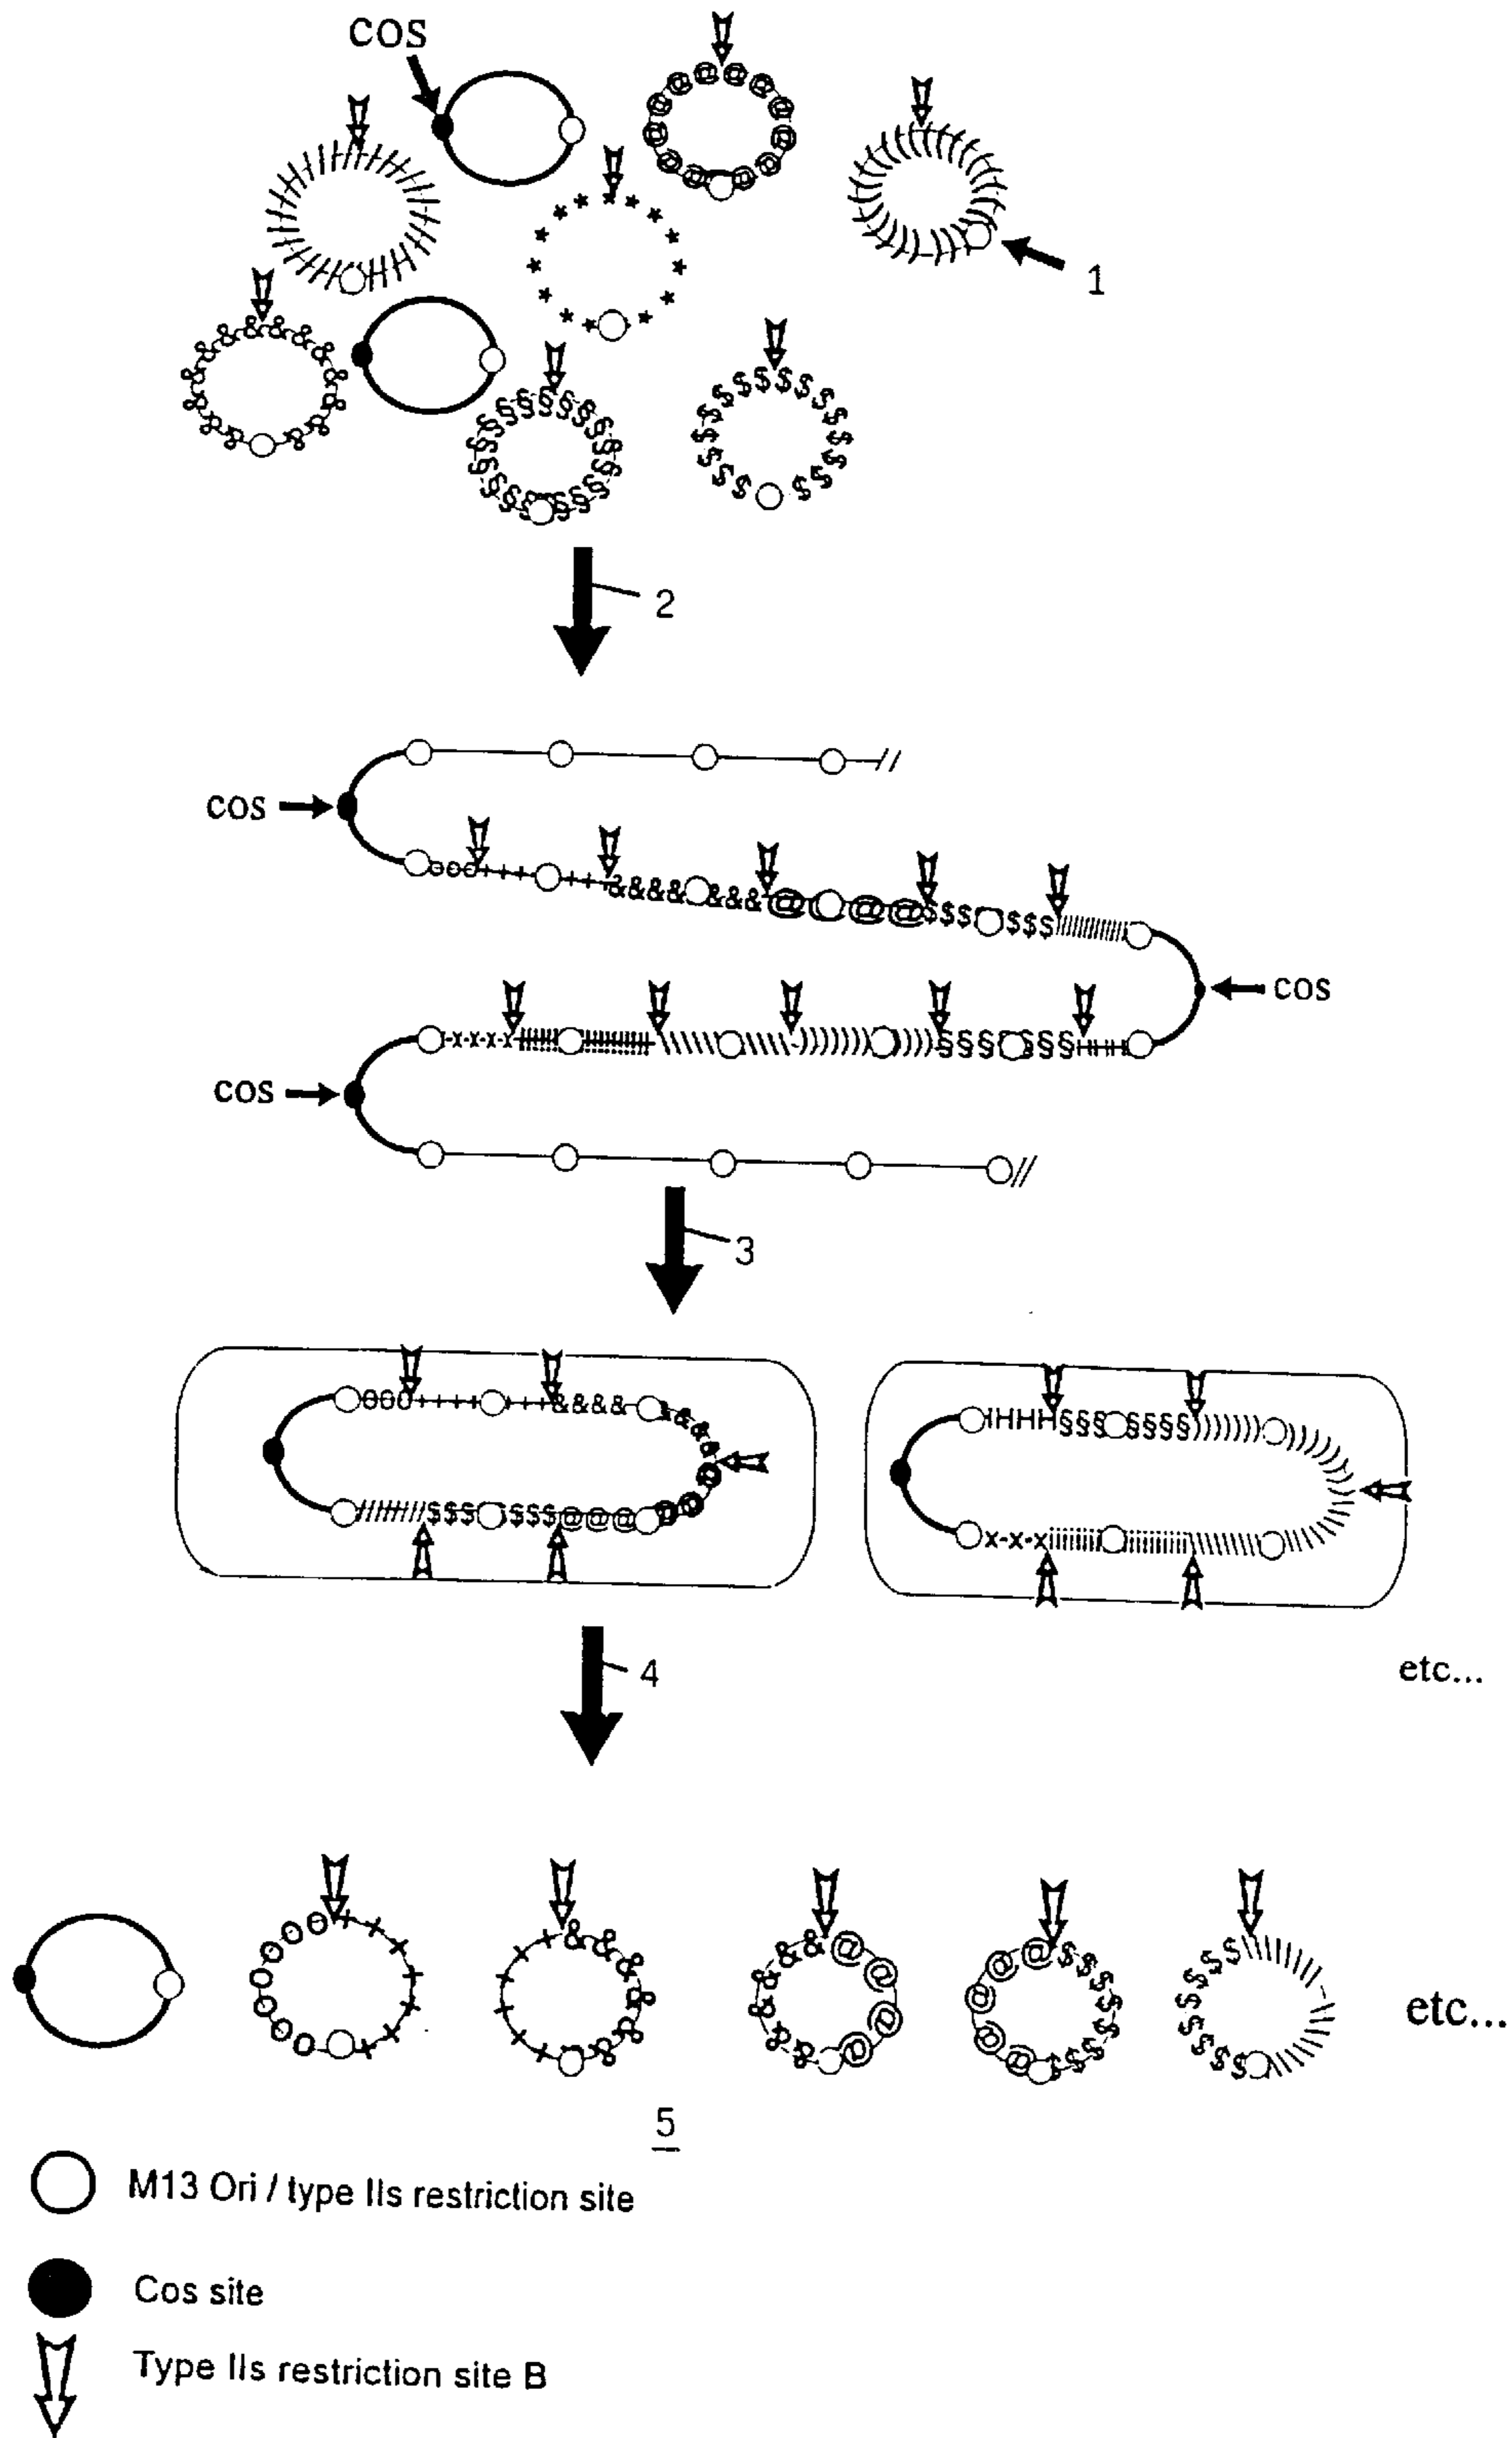 COS
1
2
COS
COS
COS
3
4
etc...
etc...
5
M13 Ori / type IIs restriction site
Cos site
Type IIs restriction site B